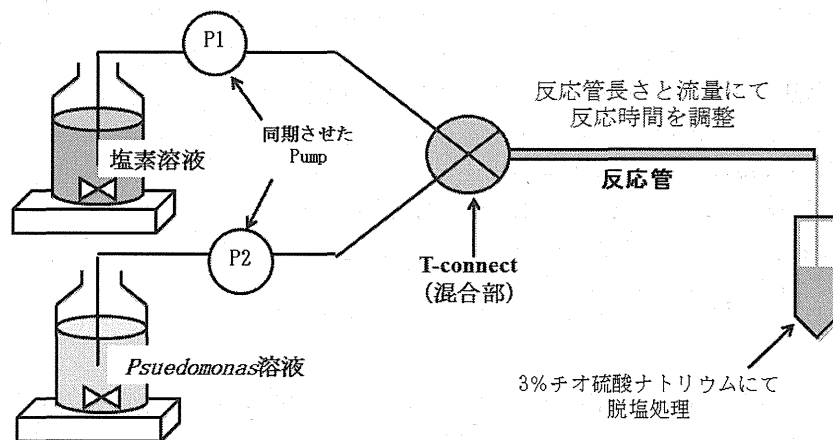 P1
反応管長さと流量にて
反応時間を調整
同期させた
Pump
塩素溶液
反応管
P2
T-connect
(混合部)
Psuedomonas溶液
3%チオ硫酸ナトリウムにて
脱塩処理